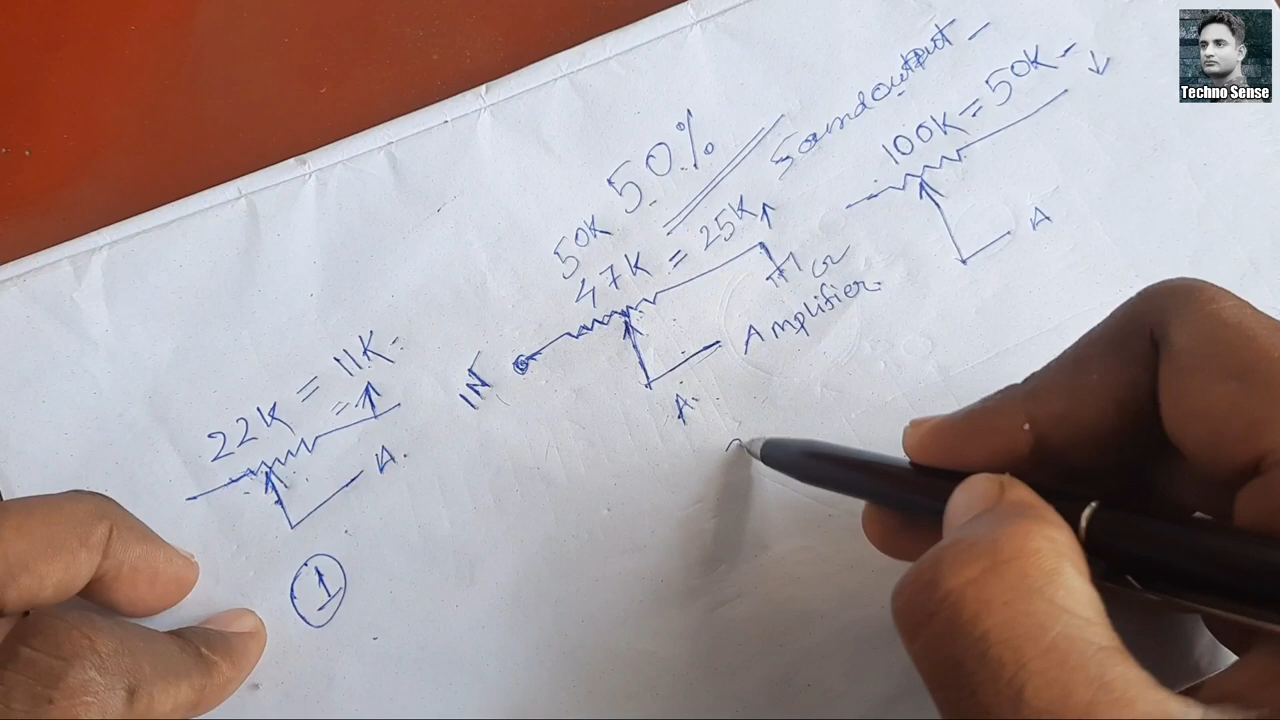 Techno Sense
Sound output -
100K = 50K -
A
50%
50K
47K = 25K
or
Amplifier.
IN
A.
22K = 11K -
A.
1